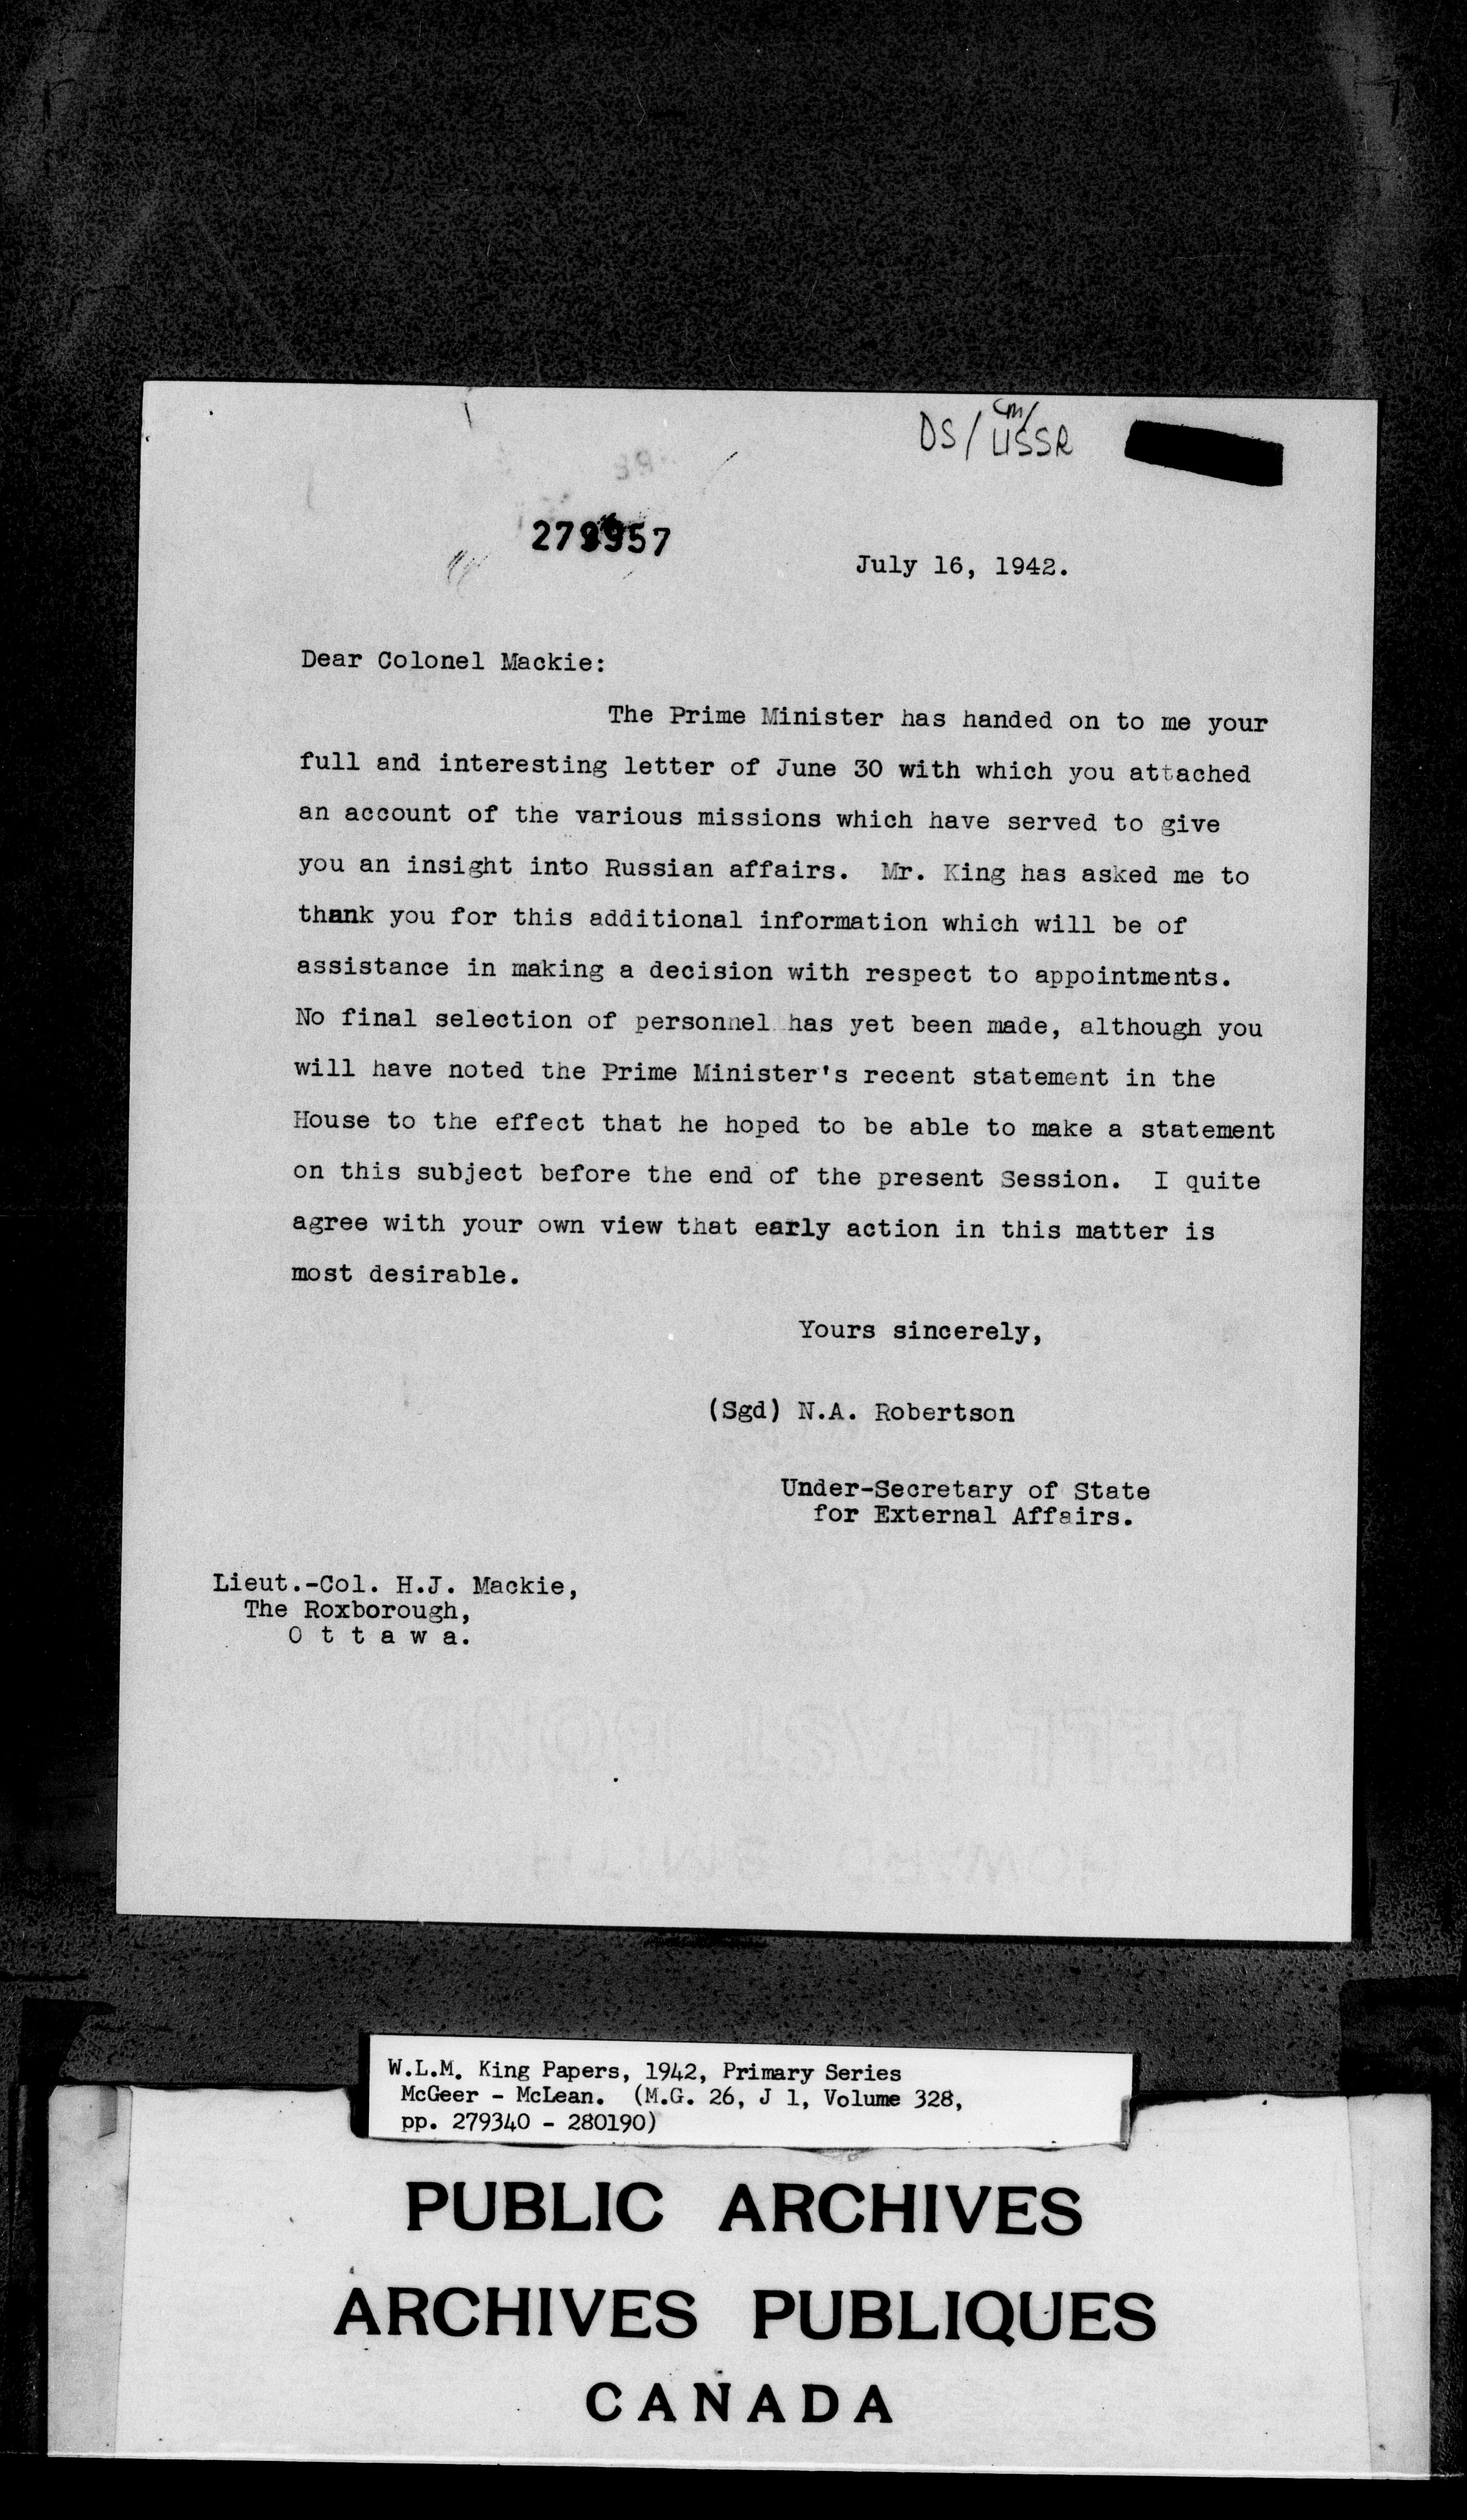 cm/
DS/USSR
July 16, 1942.
Dear Colonel Mackie:
The Prime Minister has handed on to me your
full and interesting letter of June 30 with which you attached
an account of the various missions which have served to give
you an insight into Russian affairs. Mr. King has asked me to
thank you for this additional information which will be of
assistance in making a decision with respect to appointments.
No final selection of personnel has yet been made, although you
will have noted the Prime Minister's recent statement in the
House to the effect that he hoped to be able to make a statement
on this subject before the end of the present Session. I quite
agree with your own view that early action in this matter is
most desirable.
Yours sincerely,
(Sgd) N.A. Robertson
Under-Secretary of State
for External Affairs.
Lieut.-Col. H.J. Mackie,
The Roxborough,
O t t a w a.
W.L.M. King Papers, 1942, Primary Series
McGeer - McLean. (M.G. 26, J 1, Volume 328,
pp. 279340 - 280190)
PUBLIC ARCHIVES
ARCHIVES PUBLIQUES
CANADA